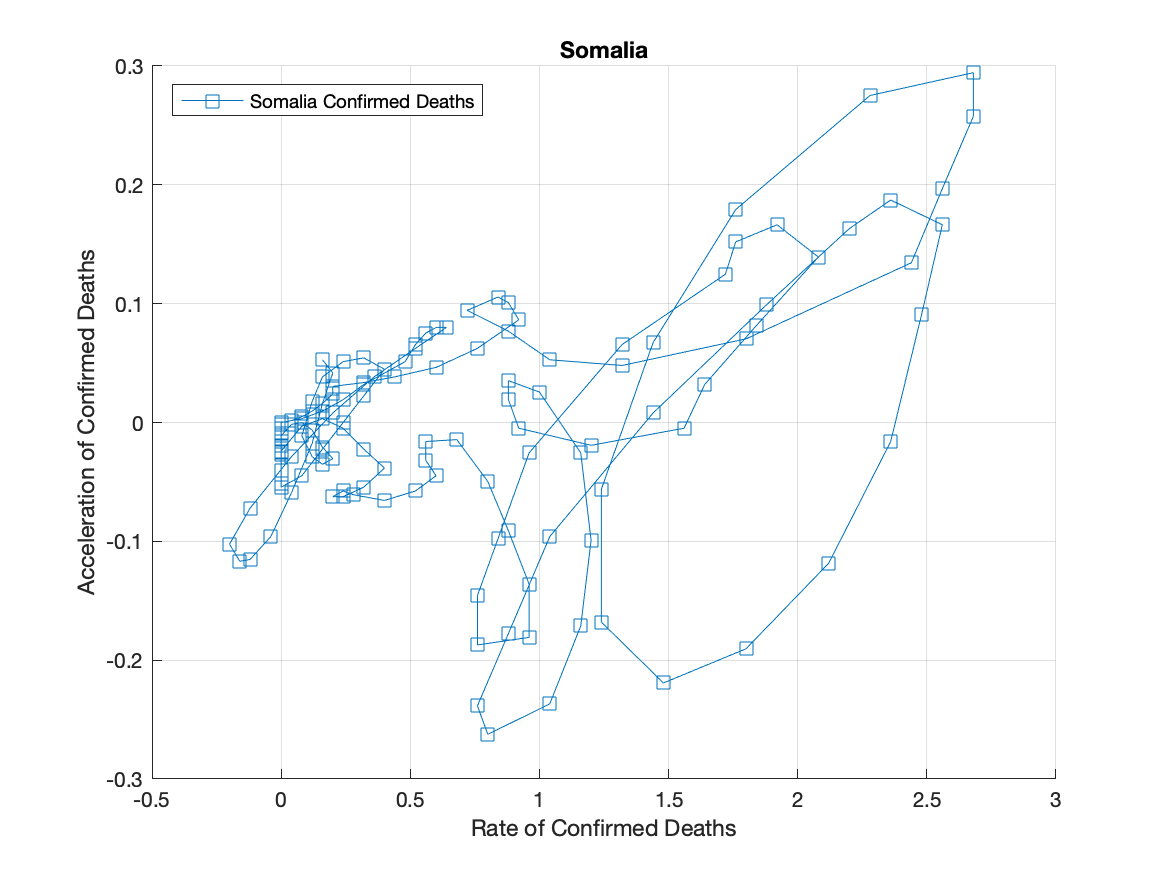 Somalia
Somalia Confirmed Deaths
Acceleration of Confirmed Deaths
0.3
0.2
0.1
0
-0.1
-0.2
-0.3
-0.5 0 0.5 1 1.5 2 2.5 3
Rate of Confirmed Deaths